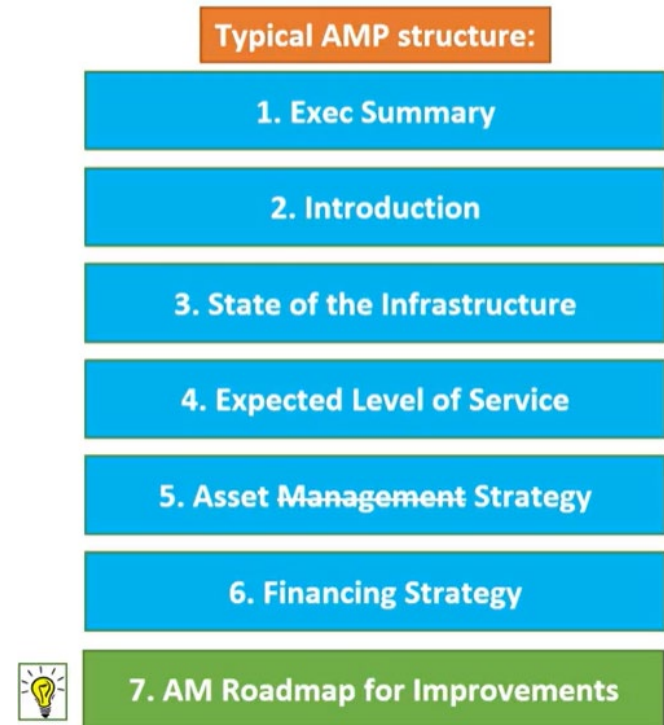 Typical AMP structure:
1. Exec Summary
2. Introduction
3. State of the Infrastructure
4. Expected Level of Service
5. Asset Management Strategy
6. Financing Strategy
7. AM Roadmap for Improvements